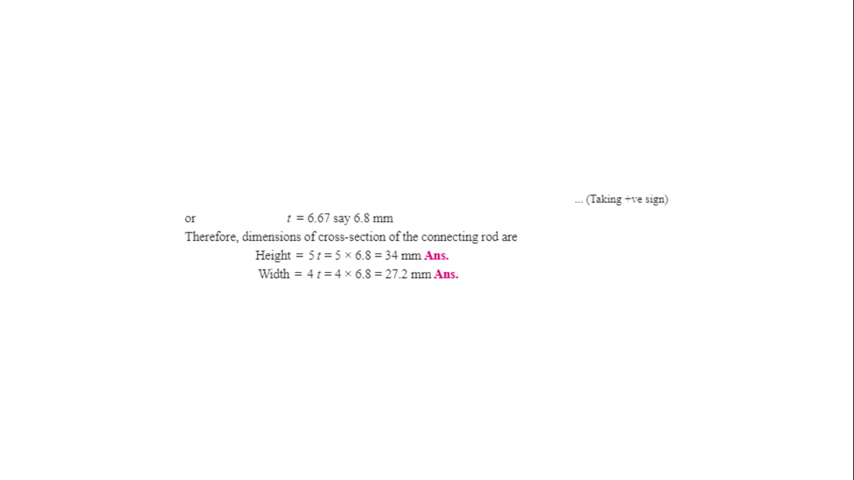 ... (Taking +ve sign)
or t = 6.67 say 6.8 mm
Therefore, dimensions of cross-section of the connecting rod are
Height = 5 t = 5 × 6.8 = 34 mm Ans.
Width = 4 t = 4 × 6.8 = 27.2 mm Ans.